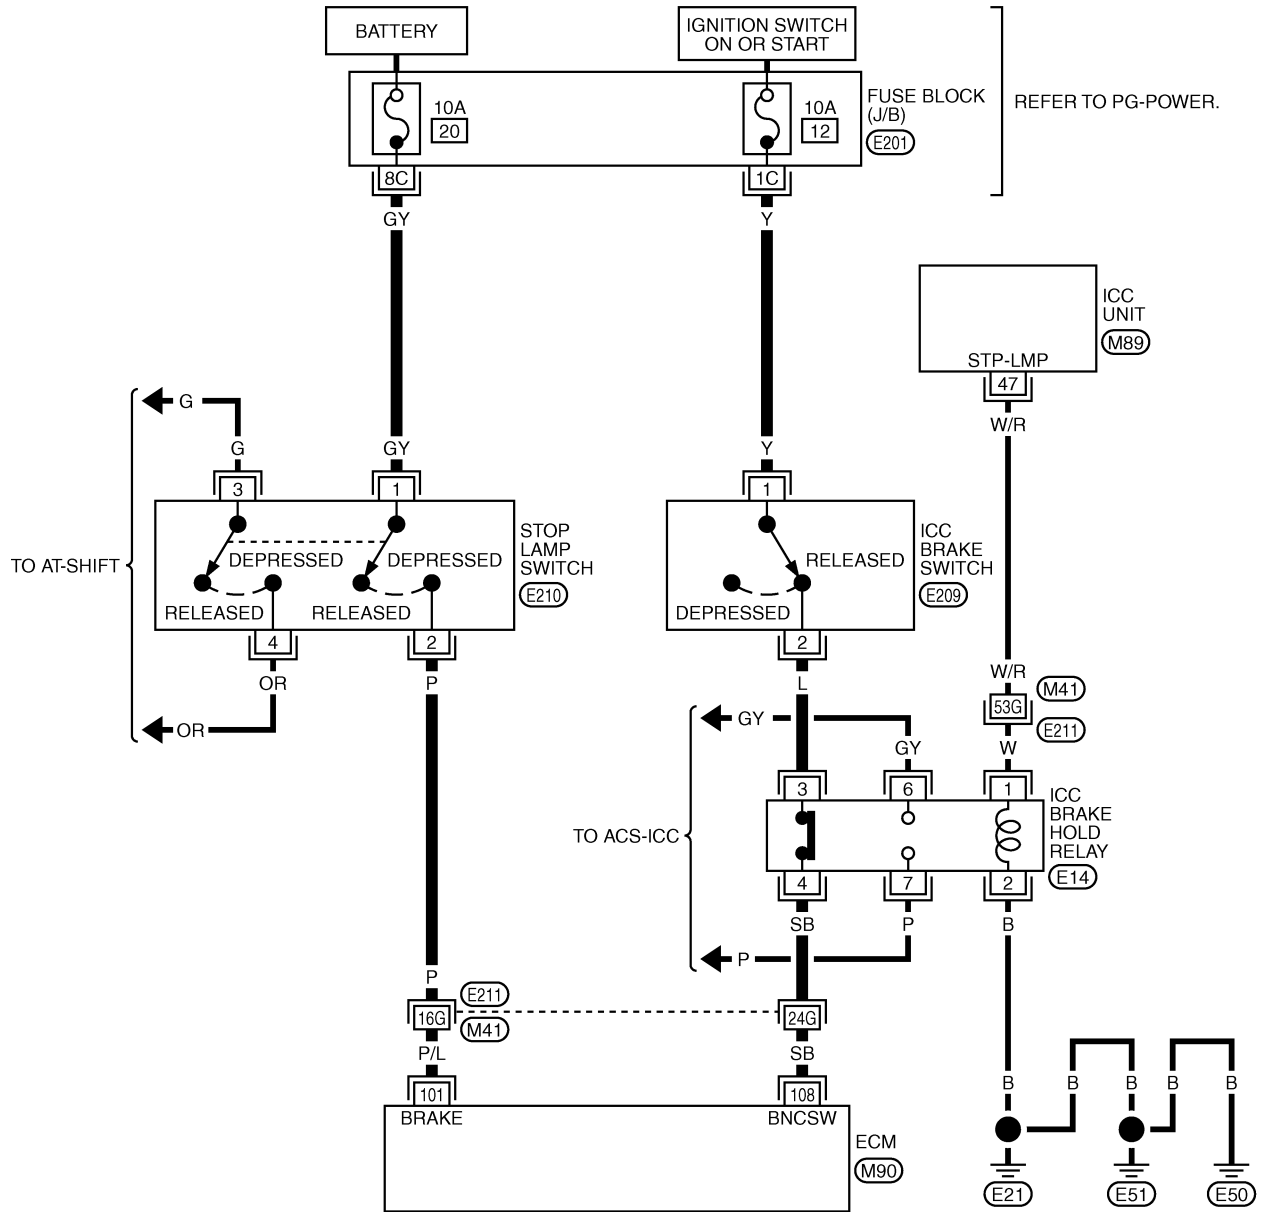 BATTERY
IGNITION SWITCH
ON OR START
10A
20
10A
12
FUSE BLOCK
(J/B)
E201
REFER TO PG-POWER.
8C
1C
GY
Y
ICC
UNIT
M89
STP-LMP
47
W/R
G
G
GY
Y
3
1
1
DEPRESSED
DEPRESSED
RELEASED
RELEASED
STOP
LAMP
SWITCH
E210
RELEASED
DEPRESSED
ICC
BRAKE
SWITCH
E209
TO AT-SHIFT
4
2
2
OR
P
L
OR
W/R
M41
53G
E211
W
GY
GY
3
6
1
TO ACS-ICC
ICC
BRAKE
HOLD
RELAY
E14
4
7
2
SB
P
B
P
P
E211
16G
M41
24G
P/L
SB
101
108
BRAKE
BNCSW
ECM
M90
B
B
B
B
B
E21
E51
E50